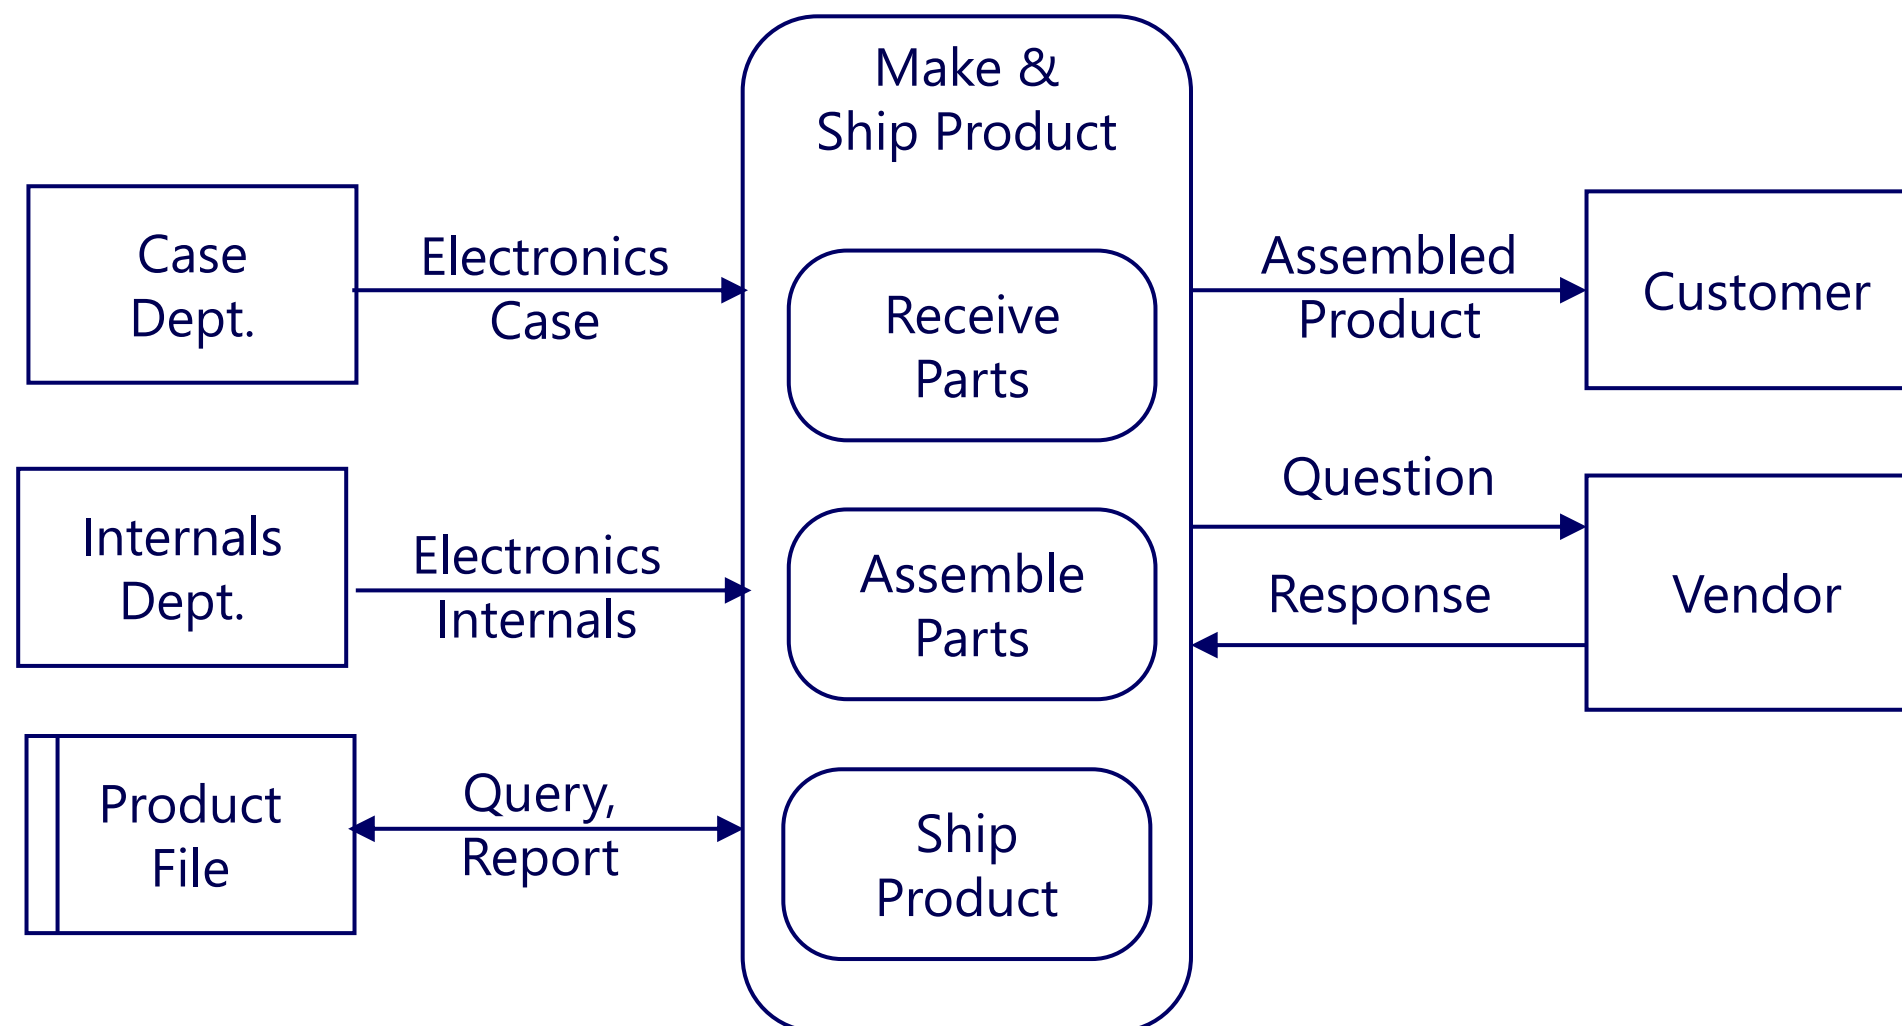 Make &
Ship Product
Case
Dept.
Electronics
Case
Receive
Parts
Assembled
Product
Customer
Internals
Dept.
Electronics
Internals
Assemble
Parts
Question
Response
Vendor
Product
File
Query,
Report
Ship
Product